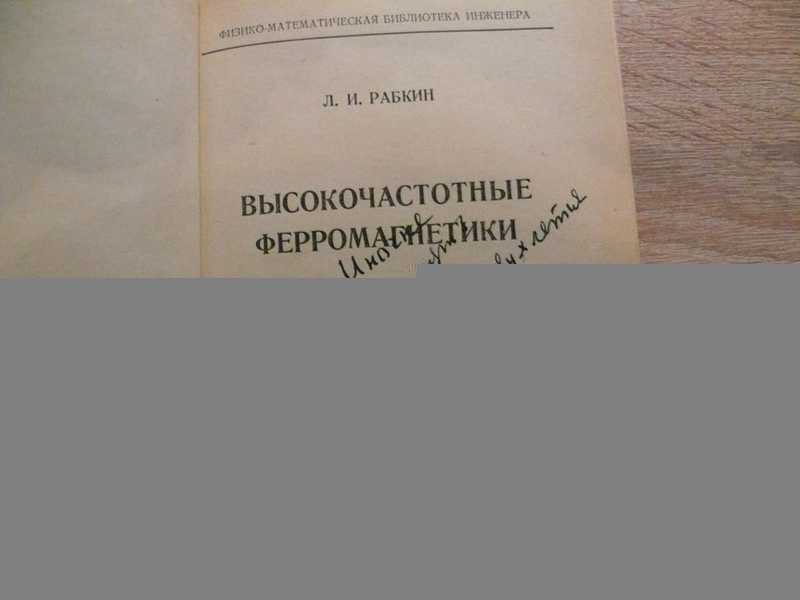 ФИЗИКО-МАТЕМАТИЧЕСКАЯ БИБЛИОТЕКА ИНЖЕНЕРА
Л. И. РАБКИН
ВЫСОКОЧАСТОТНЫЕ
ФЕРРОМАГНЕТИКИ